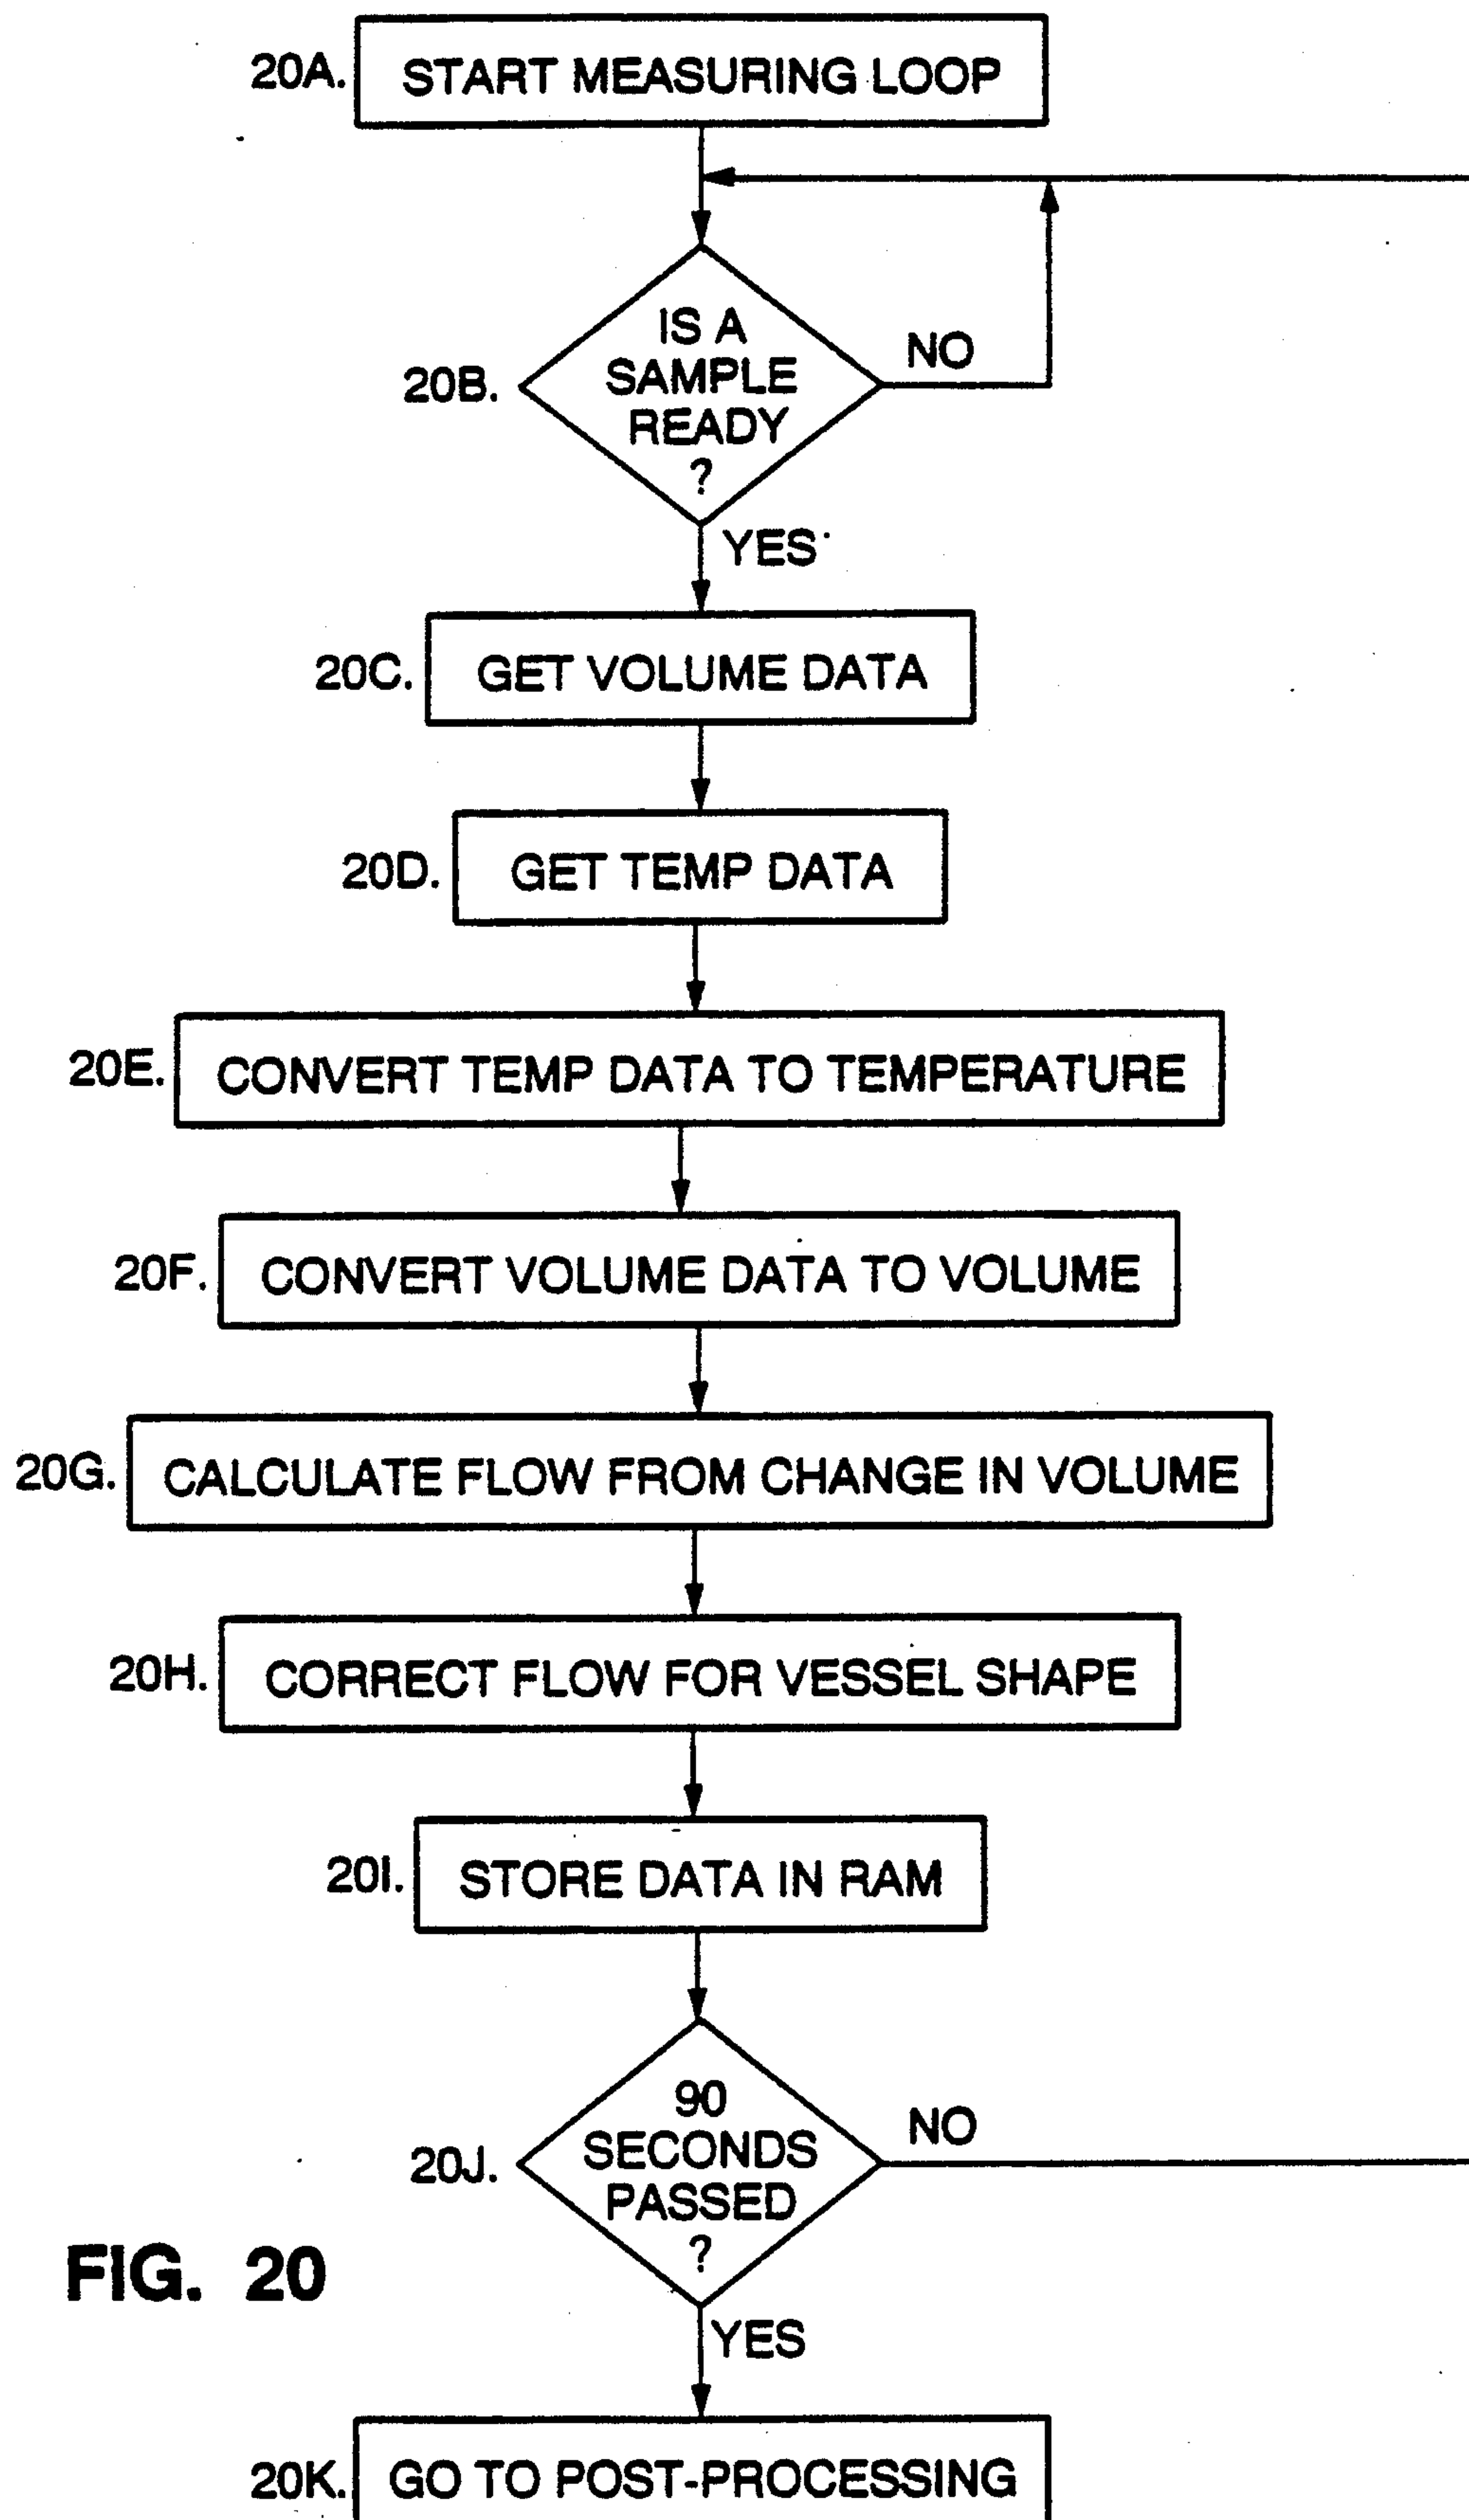 20A. START MEASURING LOOP
IS A
SAMPLE
READY
?
20B.
NO
YES
20C. GET VOLUME DATA
20D. GET TEMP DATA
20E. CONVERT TEMP DATA TO TEMPERATURE
20F. CONVERT VOLUME DATA TO VOLUME
20G. CALCULATE FLOW FROM CHANGE IN VOLUME
20H. CORRECT FLOW FOR VESSEL SHAPE
20I. STORE DATA IN RAM
90
SECONDS
PASSED
?
20J.
NO
YES
FIG. 20
20K. GO TO POST-PROCESSING